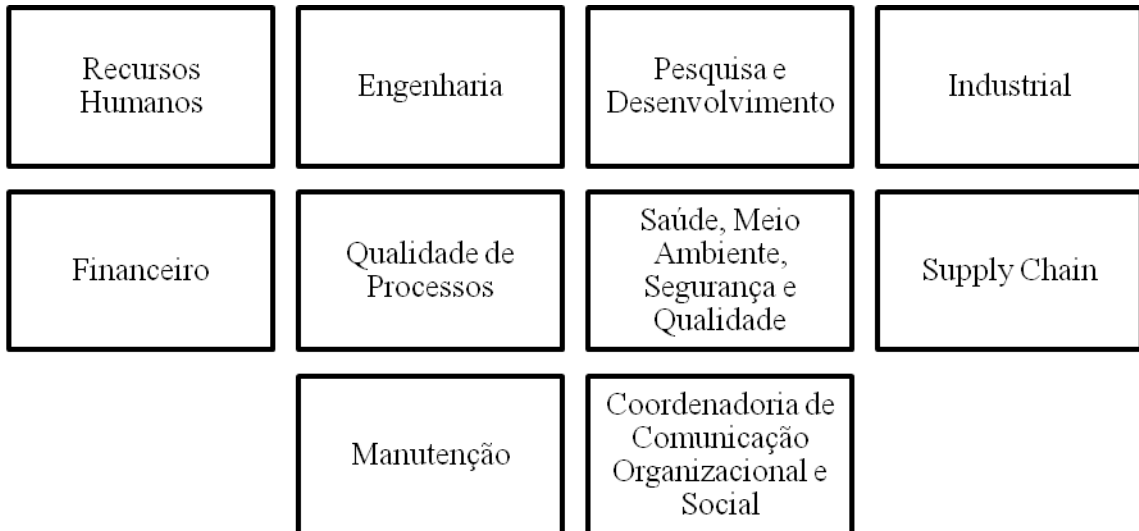 Recursos
Humanos
Engenharia
Pesquisa e
Desenvolvimento
Industrial
Financeiro
Qualidade de
Processos
Saúde, Meio
Ambiente,
Segurança e
Qualidade
Supply Chain
Manutenção
Coordenadoria de
Comunicação
Organizacional e
Social